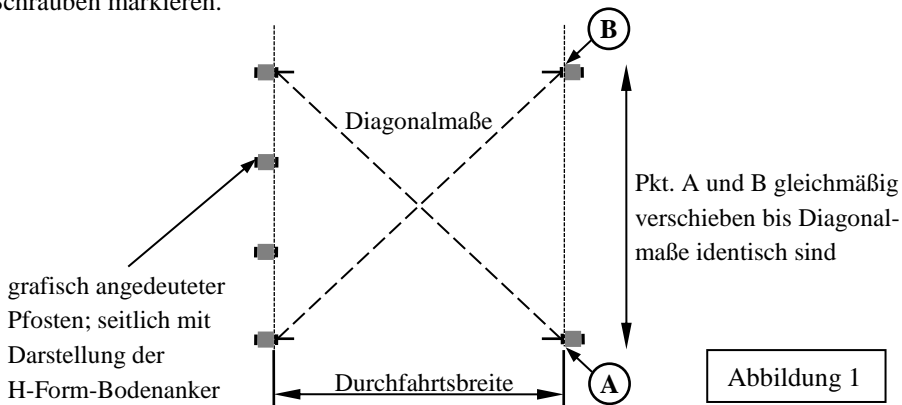 Schrauben markieren.
B
Diagonalmaße
Pkt. A und B gleichmäßig
verschieben bis Diagonal-
maße identisch sind
grafisch angedeuteter
Pfosten; seitlich mit
Darstellung der
H-Form-Bodenanker
Durchfahrtsbreite
A
Abbildung 1